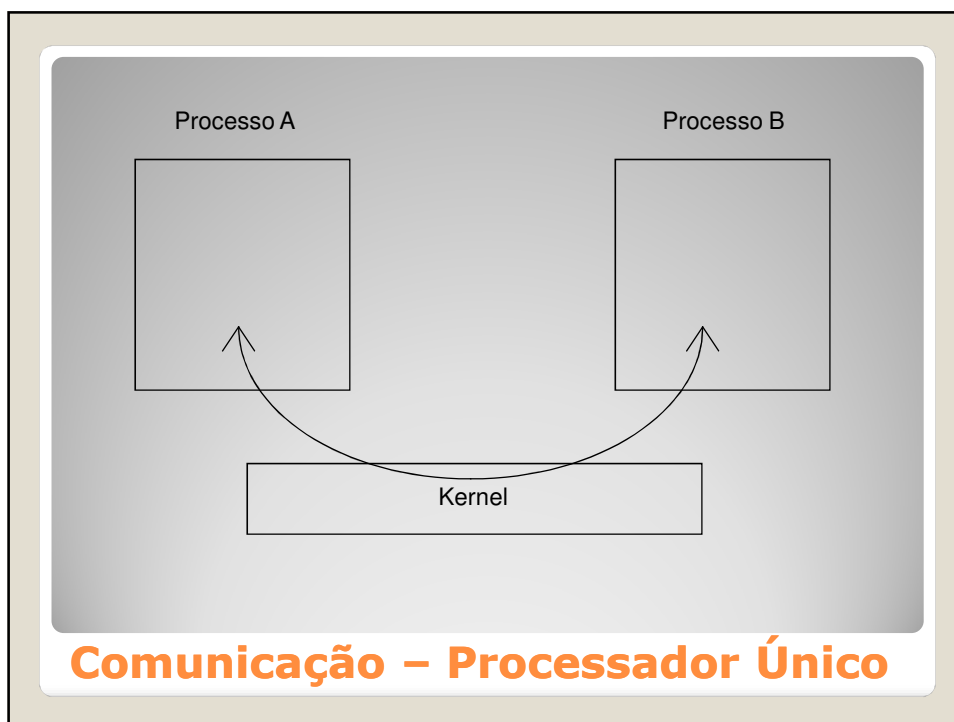 Processo A
Processo B
Kernel
Comunicação – Processador Único